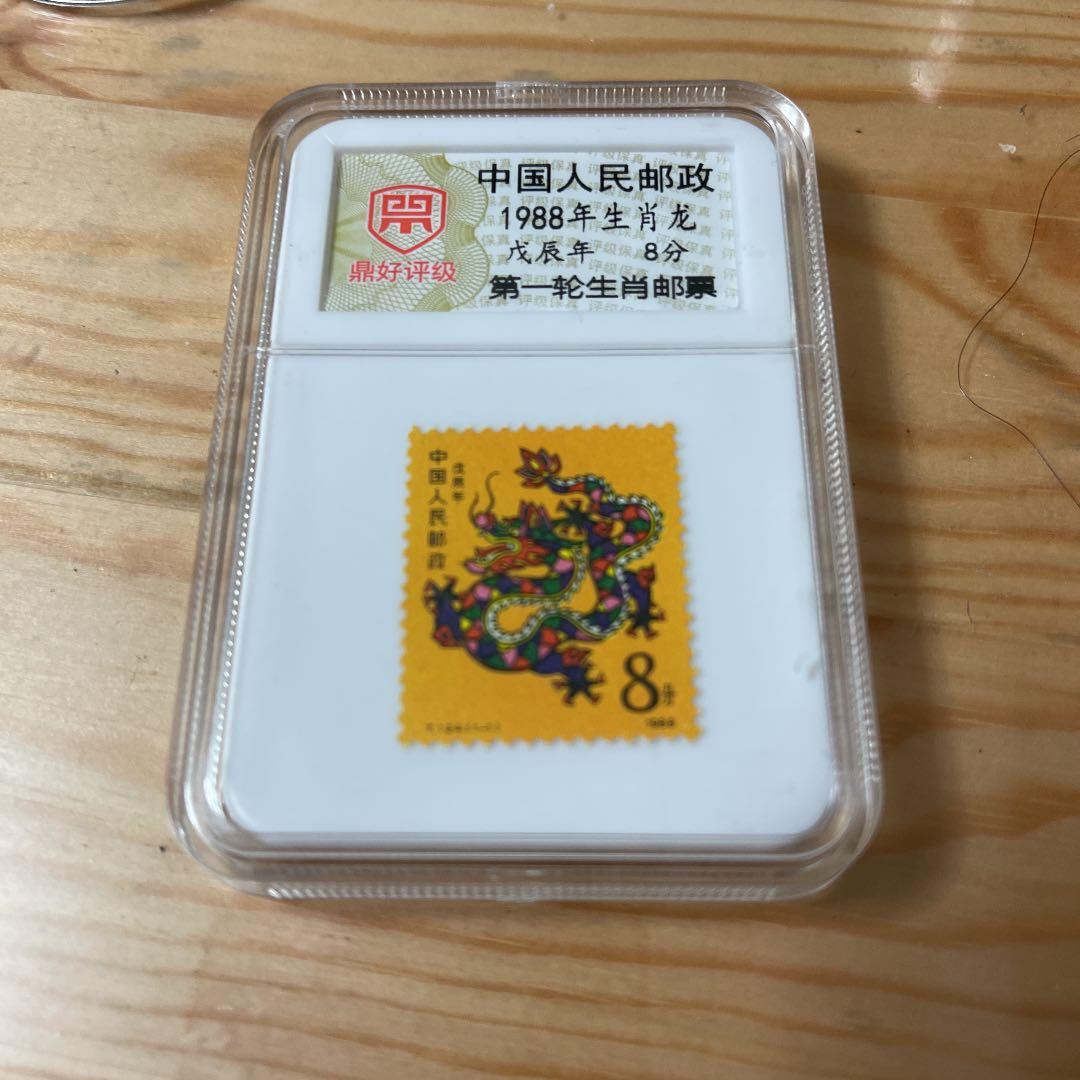 中国人民邮政
1988年生肖龙
戊辰年 8分
第一轮生肖邮票
鼎好评级
中国人民邮政
戊辰年
8分
1988